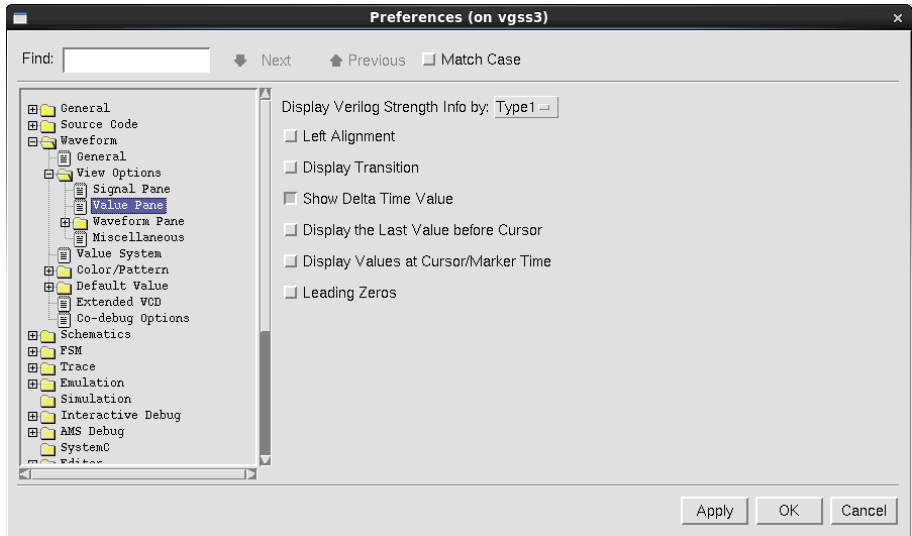 Preferences (on vgss3)
Find:
Next
Previous
Match Case
General
Source Code
Waveform
General
View Options
Signal Pane
Value Pane
Waveform Pane
Miscellaneous
Value System
Color/Pattern
Default Value
Extended VCD
Co-debug Options
Schematics
FSM
Trace
Emulation
Simulation
Interactive Debug
AMS Debug
SystemC
Editor
Display Verilog Strength Info by: Type1
Left Alignment
Display Transition
Show Delta Time Value
Display the Last Value before Cursor
Display Values at Cursor/Marker Time
Leading Zeros
Apply
OK
Cancel